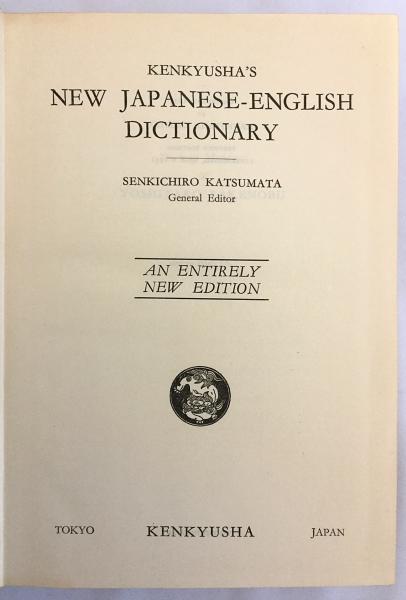 KENKYUSHA'S
NEW JAPANESE-ENGLISH
DICTIONARY
SENKICHIRO KATSUMATA
General Editor
AN ENTIRELY
NEW EDITION
TOKYO KENKYUSHA JAPAN